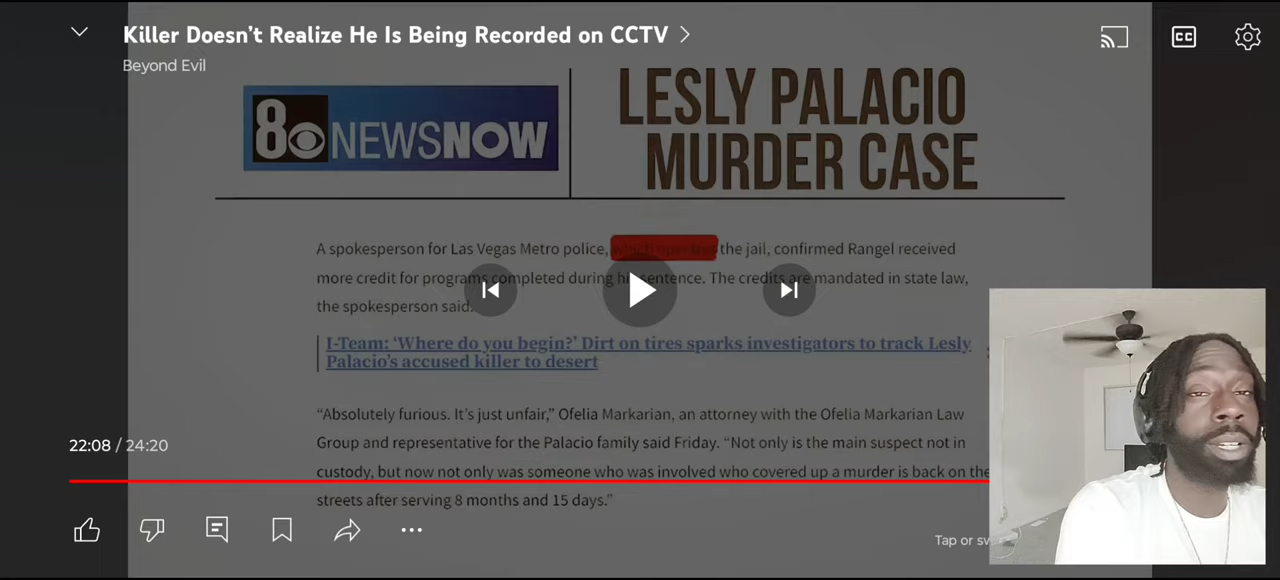 Killer Doesn't Realize He Is Being Recorded on CCTV
Beyond Evil
CC
8 NEWSNOW
LESLY PALACIO
MURDER CASE
A spokesperson for Las Vegas Metro police, which operates the jail, confirmed Rangel received
more credit for programs completed during his sentence. The credits are mandated in state law,
the spokesperson said.
I-Team: ‘Where do you begin?’ Dirt on tires sparks investigators to track Lesly
Palacio’s accused killer to desert
“Absolutely furious. It’s just unfair,” Ofelia Markarian, an attorney with the Ofelia Markarian Law
Group and representative for the Palacio family said Friday. “Not only is the main suspect not in
custody, but now not only was someone who was involved who covered up a murder is back on the
streets after serving 8 months and 15 days.”
22:08 / 24:20
Tap or